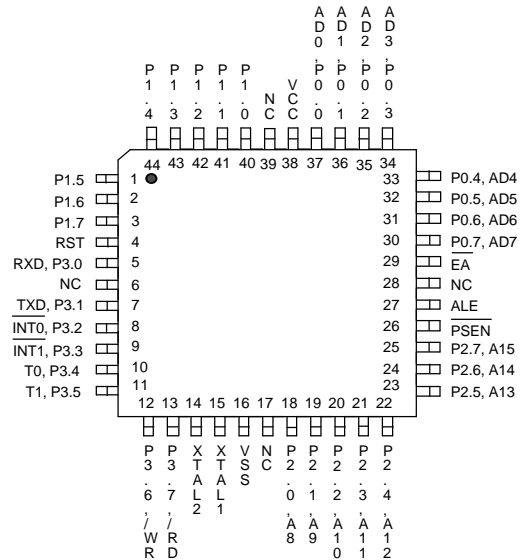 P1.4
P1.3
P1.2
P1.1
P1.0
NC
VCC
AD0, P0.0
AD1, P0.1
AD2, P0.2
AD3, P0.3
44
43
42
41
40
39
38
37
36
35
34
P1.5
1
33
P0.4, AD4
P1.6
2
32
P0.5, AD5
P1.7
3
31
P0.6, AD6
RST
4
30
P0.7, AD7
RXD, P3.0
5
29
EA
NC
6
28
NC
TXD, P3.1
7
27
ALE
INT0, P3.2
8
26
PSEN
INT1, P3.3
9
25
P2.7, A15
T0, P3.4
10
24
P2.6, A14
T1, P3.5
11
23
P2.5, A13
12
13
14
15
16
17
18
19
20
21
22
P3.6, /WR
P3.7, /RD
XTAL2
XTAL1
VSS
NC
P2.0, A8
P2.1, A9
P2.2, A10
P2.3, A11
P2.4, A12